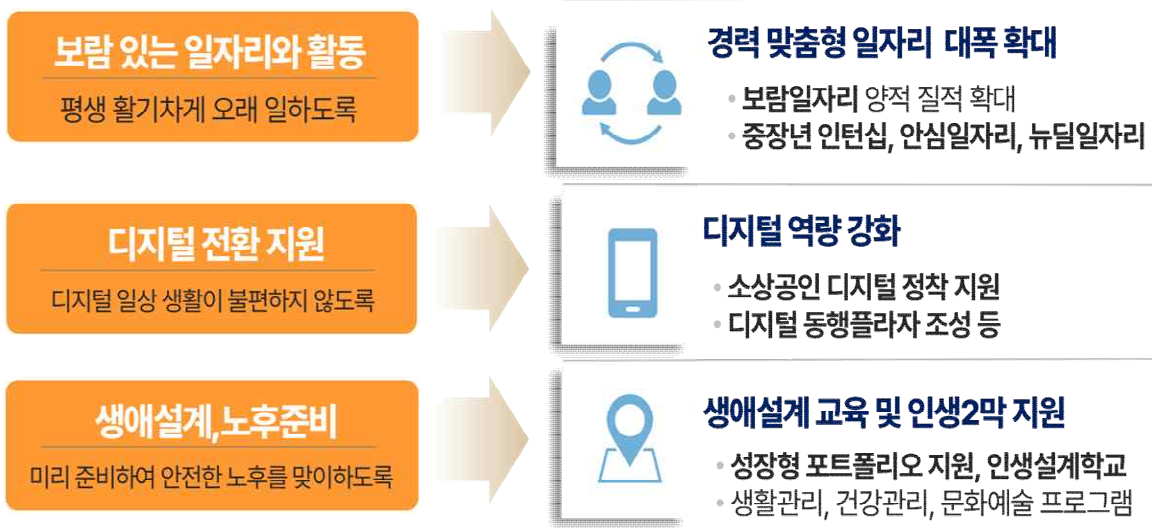 보람 있는 일자리와 활동
평생 활기차게 오래 일하도록
경력 맞춤형 일자리 대폭 확대
• 보람일자리 양적 질적 확대
• 중장년 인턴십, 안심일자리, 뉴딜일자리
디지털 전환 지원
디지털 일상 생활이 불편하지 않도록
디지털 역량 강화
• 소상공인 디지털 정착 지원
• 디지털 동행플라자 조성 등
생애설계,노후준비
미리 준비하여 안전한 노후를 맞이하도록
생애설계 교육 및 인생2막 지원
• 성장형 포트폴리오 지원, 인생설계학교
• 생활관리, 건강관리, 문화예술 프로그램